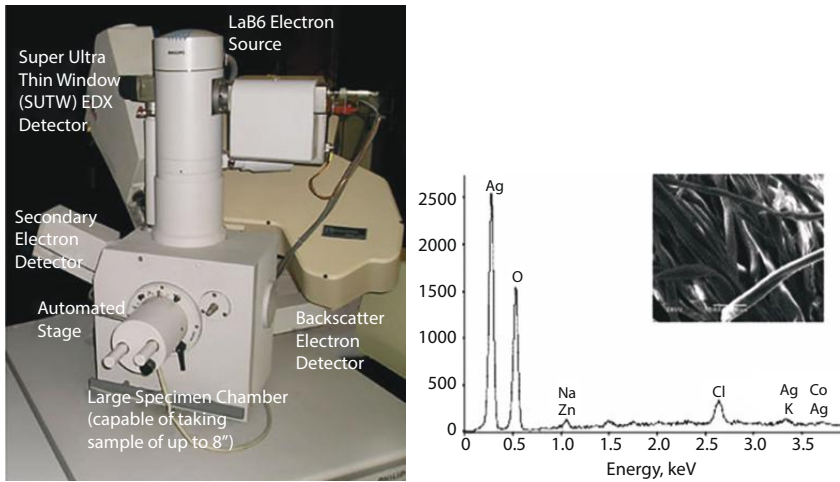 LaB6 Electron
Source
Super Ultra
Thin Window
(SUTW) EDX
Detector
PHILIPS
Secondary
Electron
Detector
Automated
Stage
Backscatter
Electron
Detector
Large Specimen Chamber
(capable of taking
sample of up to 8”)
Ag
O
Na
Zn
Cl
Ag
K
Co
Ag
2500
2000
1500
1000
500
0
0
0.5
1.0
1.5
2.0
2.5
3.0
3.5
Energy, keV